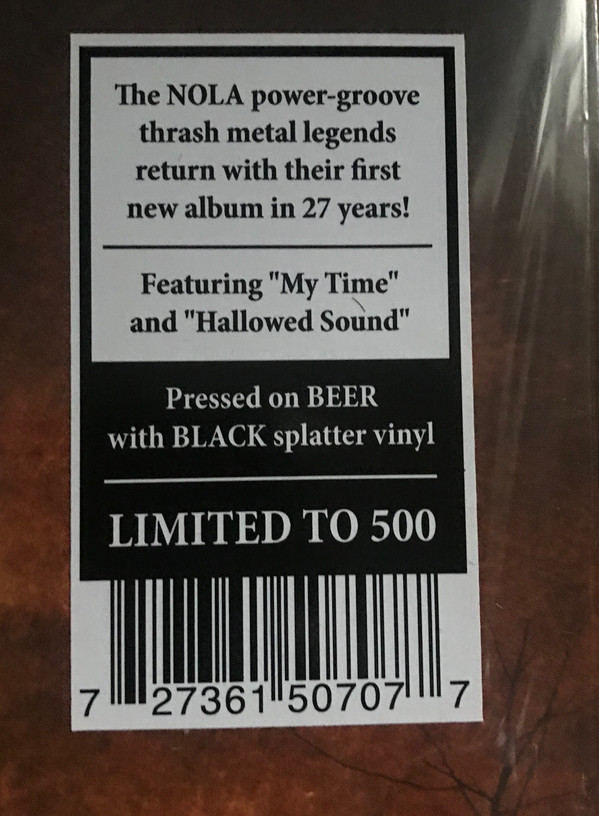 The NOLA power-groove
thrash metal legends
return with their first
new album in 27 years!
Featuring "My Time"
and "Hallowed Sound"
Pressed on BEER
with BLACK splatter vinyl
LIMITED TO 500
7 27361 50707 7